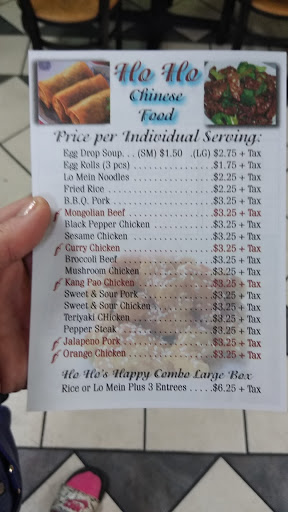 Ho Ho
Chinese
Food
Price per Individual Serving:
Egg Drop Soup. . . (SM) $1.50 .(LG) $2.75 + Tax
Egg Rolls (3 pcs) . . . . . . . . . . . . . . . . . . . $1.75 + Tax
Lo Mein Noodles . . . . . . . . . . . . . . . . . . . $2.25 + Tax
Fried Rice . . . . . . . . . . . . . . . . . . . . . . . . $2.25 + Tax
B.B.Q. Pork . . . . . . . . . . . . . . . . . . . . . . . $3.25 + Tax
Mongolian Beef . . . . . . . . . . . . . . . . . . . . $3.25 + Tax
Black Pepper Chicken . . . . . . . . . . . . . . . $3.25 + Tax
Sesame Chicken . . . . . . . . . . . . . . . . . . . . $3.25 + Tax
Curry Chicken . . . . . . . . . . . . . . . . . . . . . $3.25 + Tax
Broccoli Beef . . . . . . . . . . . . . . . . . . . . . . $3.25 + Tax
Mushroom Chicken . . . . . . . . . . . . . . . . . $3.25 + Tax
Kang Pao Chicken . . . . . . . . . . . . . . . . . . $3.25 + Tax
Sweet & Sour Pork . . . . . . . . . . . . . . . . . . $3.25 + Tax
Sweet & Sour Chicken . . . . . . . . . . . . . . . $3.25 + Tax
Teriyaki CHicken . . . . . . . . . . . . . . . . . . . $3.25 + Tax
Pepper Steak . . . . . . . . . . . . . . . . . . . . . . $3.25 + Tax
Jalapeno Pork . . . . . . . . . . . . . . . . . . . . . $3.25 + Tax
Orange Chicken . . . . . . . . . . . . . . . . . . . . $3.25 + Tax
Ho Ho's Happy Combo Large Box
Rice or Lo Mein Plus 3 Entrees . . . . .$6.25 + Tax